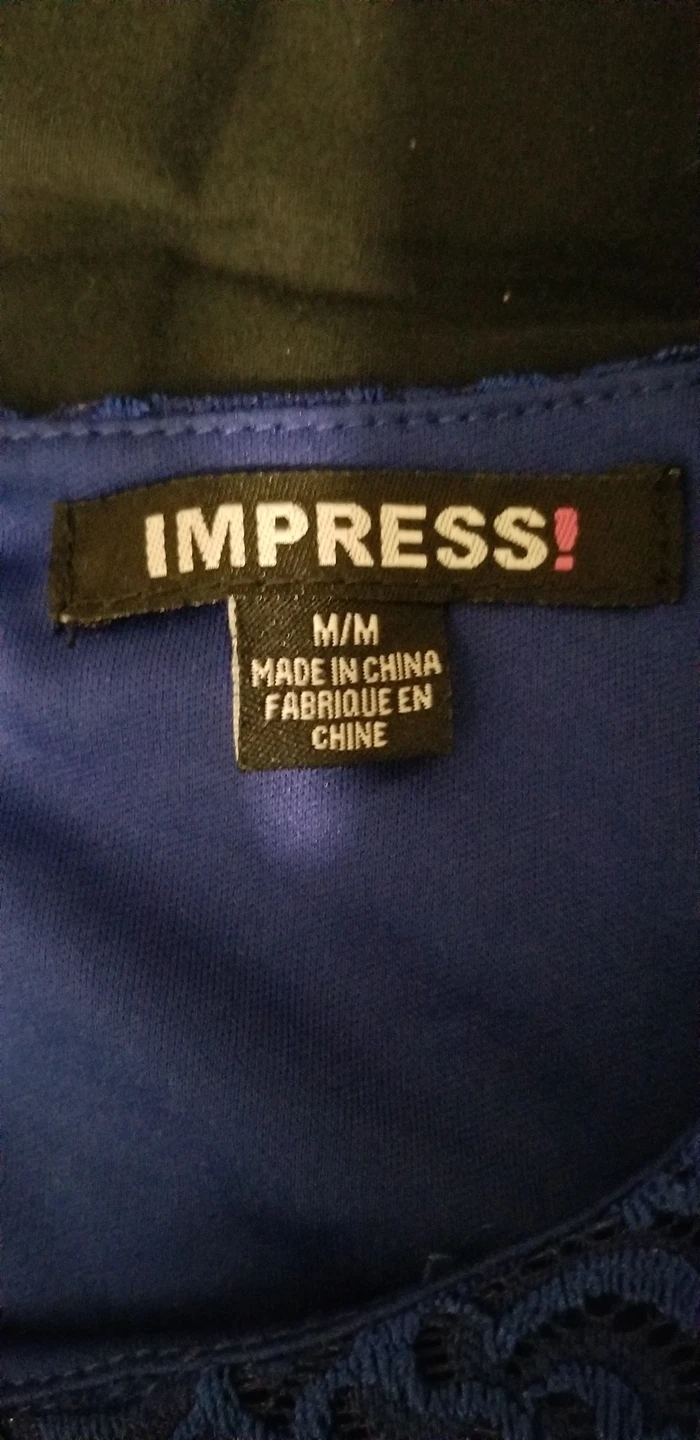 IMPRESS!
M/M
MADE IN CHINA
FABRIQUE EN
CHINE